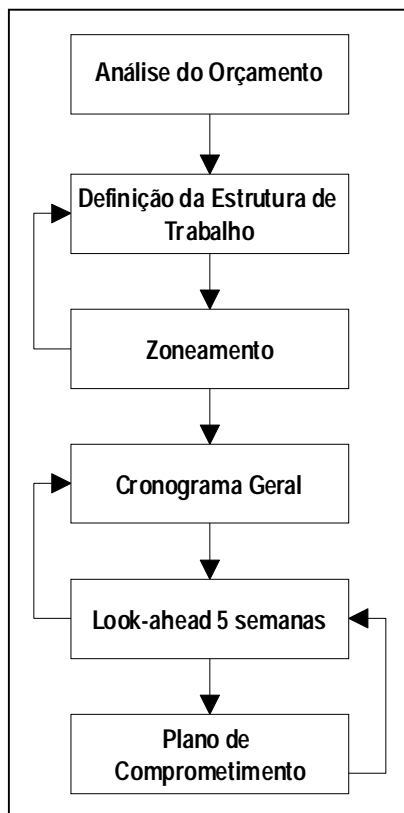 Análise do Orçamento
Definição da Estrutura de
Trabalho
Zoneamento
Cronograma Geral
Look-ahead 5 semanas
Plano de
Comprometimento